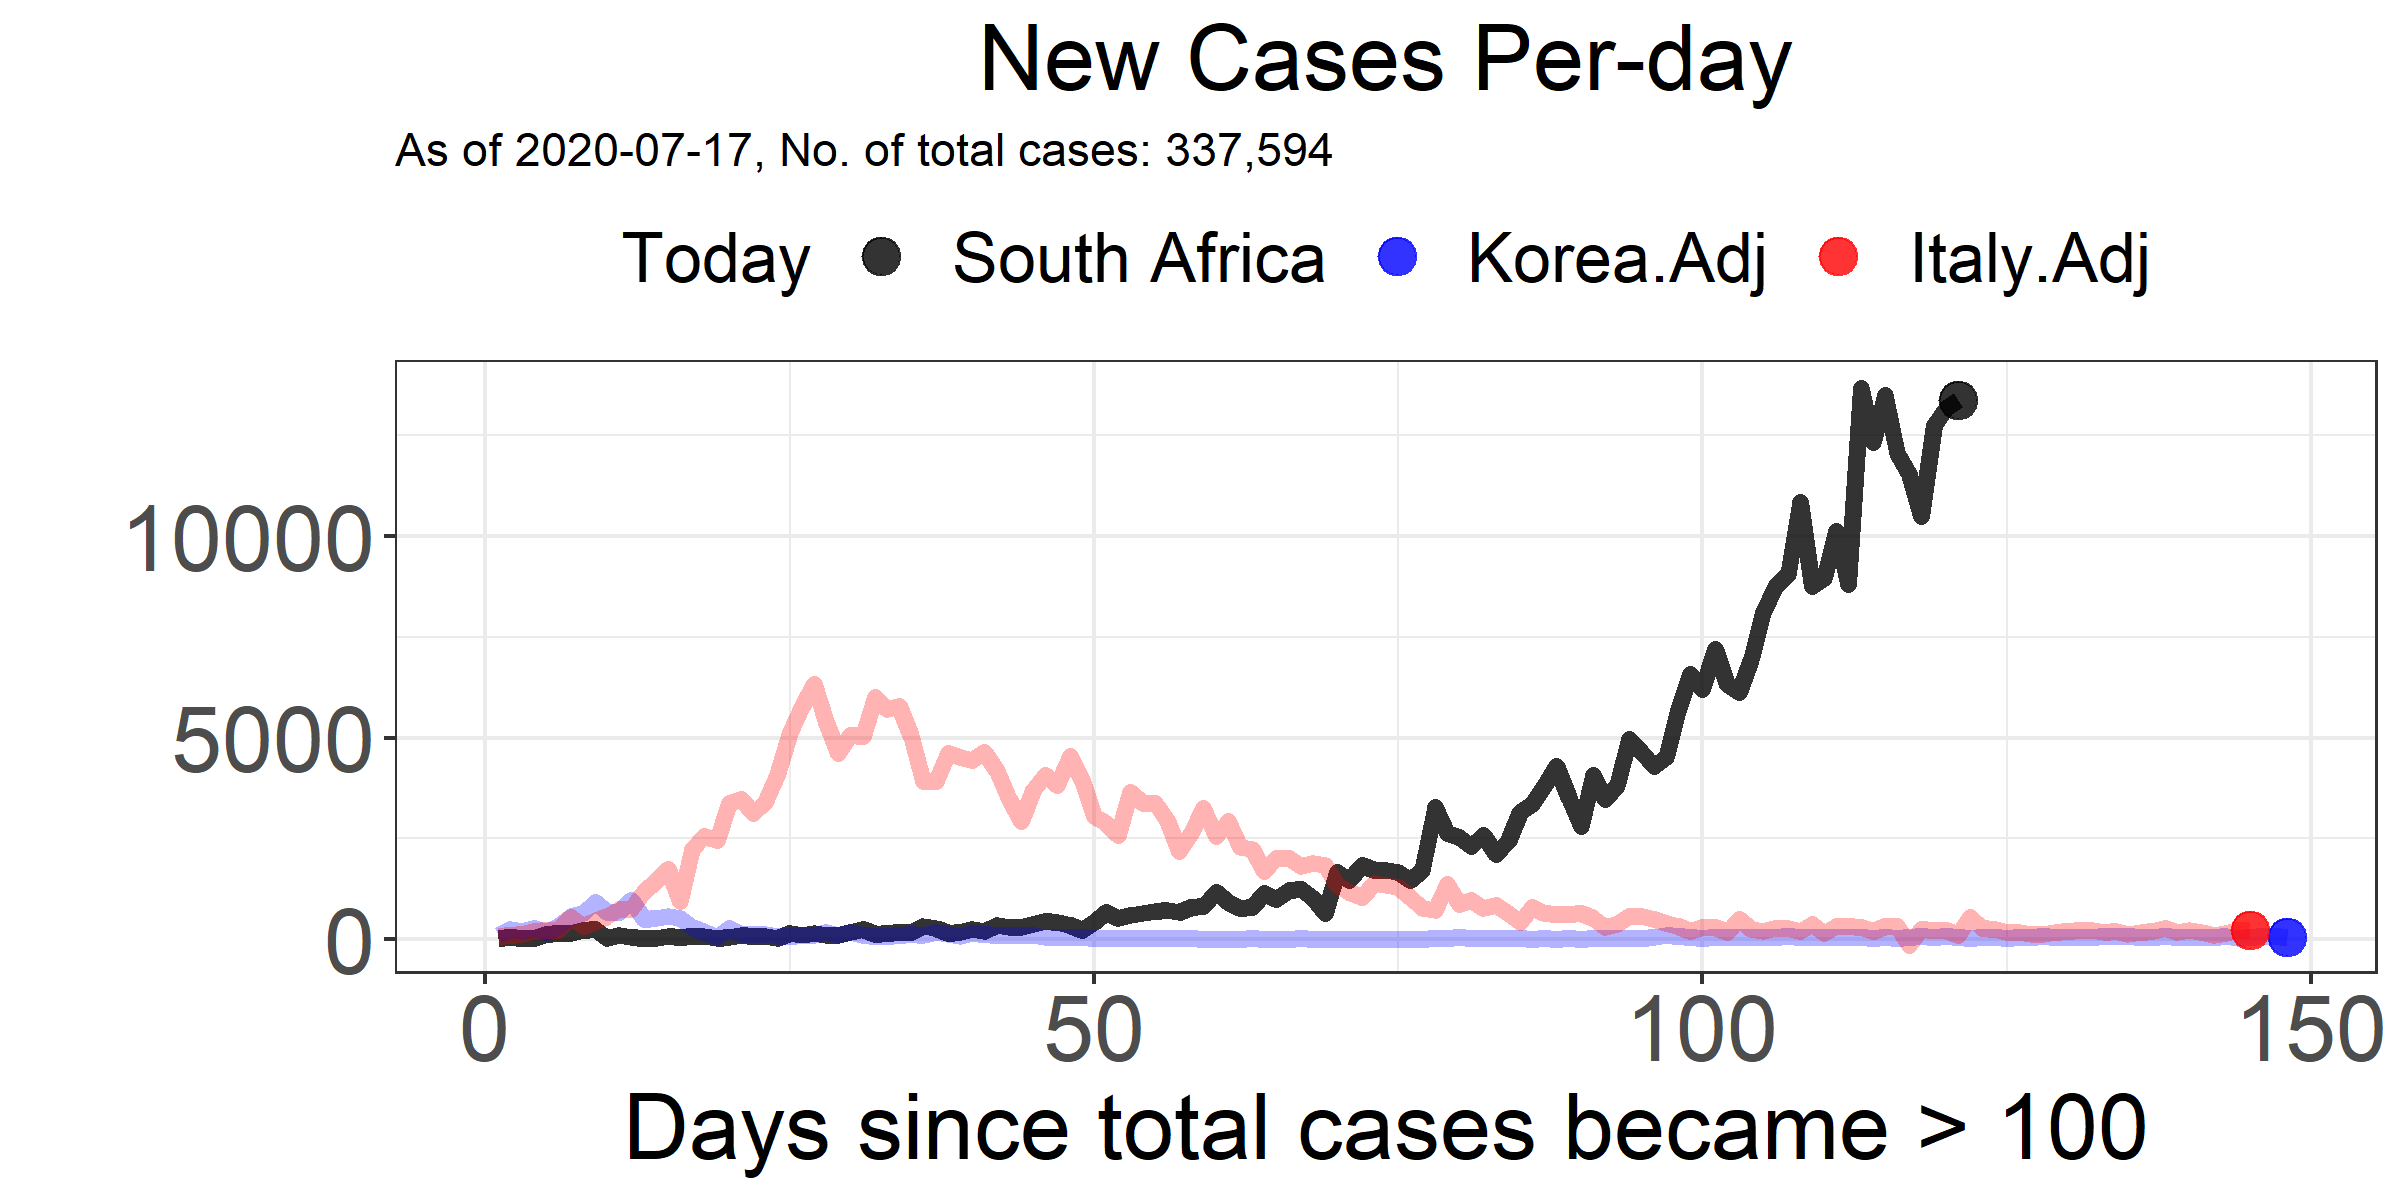 New Cases Per-day
As of 2020-07-17, No. of total cases: 337,594
Today South Africa Korea.Adj Italy.Adj
10000
5000
0
0 50 100 150
Days since total cases became > 100